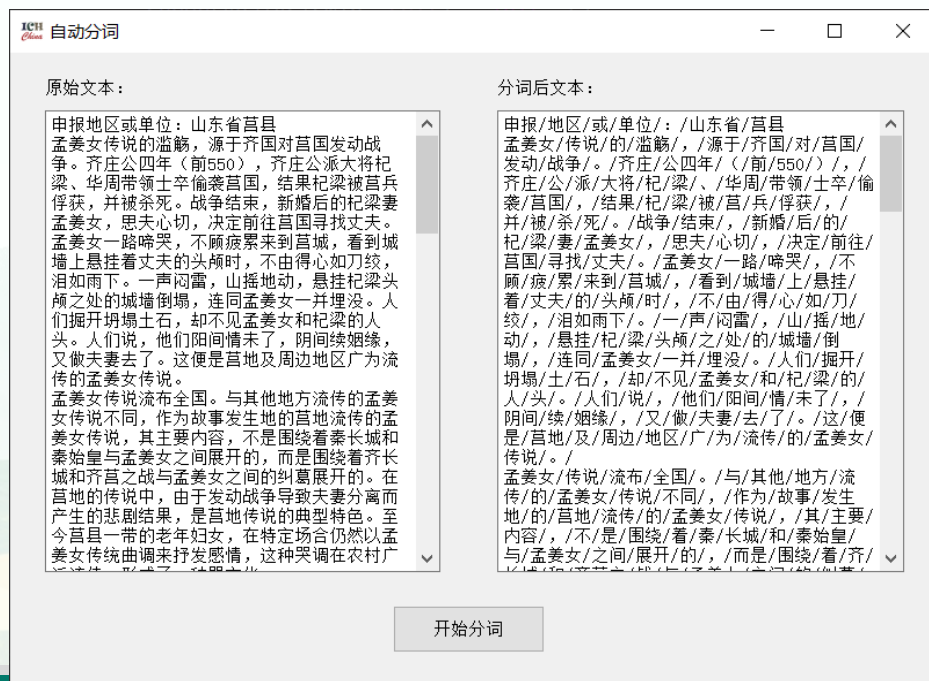 ICH
China
自动分词
原始文本：
申报地区或单位：山东省莒县
孟姜女传说的滥觞，源于齐国对莒国发动战
争。齐庄公四年（前550），齐庄公派大将杞
梁、华周带领士卒偷袭莒国，结果杞梁被莒兵
俘获，并被杀死。战争结束，新婚后的杞梁妻
孟姜女，思夫心切，决定前往莒国寻找丈夫。
孟姜女一路啼哭，不顾疲累来到莒城，看到城
墙上悬挂着丈夫的头颅时，不由得心如刀绞，
泪如雨下。一声闷雷，山摇地动，悬挂杞梁头
颅之处的城墙倒塌，连同孟姜女一并埋没。人
们掘开坍塌土石，却不见孟姜女和杞梁的人
头。人们说，他们阳间情未了，阴间续姻缘，
又做夫妻去了。这便是莒地及周边地区广为流
传的孟姜女传说。
孟姜女传说流布全国。与其他地方流传的孟姜
女传说不同，作为故事发生地的莒地流传的孟
姜女传说，其主要内容，不是围绕着秦长城和
秦始皇与孟姜女之间展开的，而是围绕着齐长
城和齐莒之战与孟姜女之间的纠葛展开的。在
莒地的传说中，由于发动战争导致夫妻分离而
产生的悲剧结果，是莒地传说的典型特色。至
今莒县一带的老年妇女，在特定场合仍然以孟
姜女传统曲调来抒发感情，这种哭调在农村广
分词后文本：
申报/地区/或/单位/：/山东省/莒县
孟姜女/传说/的/滥觞/，/源于/齐国/对/莒国/
发动/战争/。/齐庄/公四年/（/前/550/）/，/
齐庄/公/派/大将/杞/梁/、/华周/带领/士卒/偷
袭/莒国/，/结果/杞/梁/被/莒/兵/俘获/，/
并/被/杀/死/。/战争/结束/，/新婚/后/的/
杞/梁/妻/孟姜女/，/思夫/心切/，/决定/前往/
莒国/寻找/丈夫/。/孟姜女/一路/啼哭/，/不
顾/疲/累/来到/莒城/，/看到/城墙/上/悬挂/
着/丈夫/的/头颅/时/，/不/由/得/心/如/刀/
绞/，/泪如雨下/。/一/声/闷雷/，/山/摇/地/
动/，/悬挂/杞/梁/头颅/之/处/的/城墙/倒
塌/，/连同/孟姜女/一并/埋没/。/人们/掘开/
坍塌/土/石/，/却/不见/孟姜女/和/杞/梁/的/
人/头/。/人们/说/，/他们/阳间/情/未了/，/
阴间/续/姻缘/，/又/做/夫妻/去/了/。/这/便
是/莒地/及/周边/地区/广/为/流传/的/孟姜女/
传说/。/
孟姜女/传说/流布/全国/。/与/其他/地方/流
传/的/孟姜女/传说/不同/，/作为/故事/发生
地/的/莒地/流传/的/孟姜女/传说/，/其/主要/
内容/，/不/是/围绕/着/秦/长城/和/秦始皇/
与/孟姜女/之间/展开/的/，/而是/围绕/着/齐/
开始分词